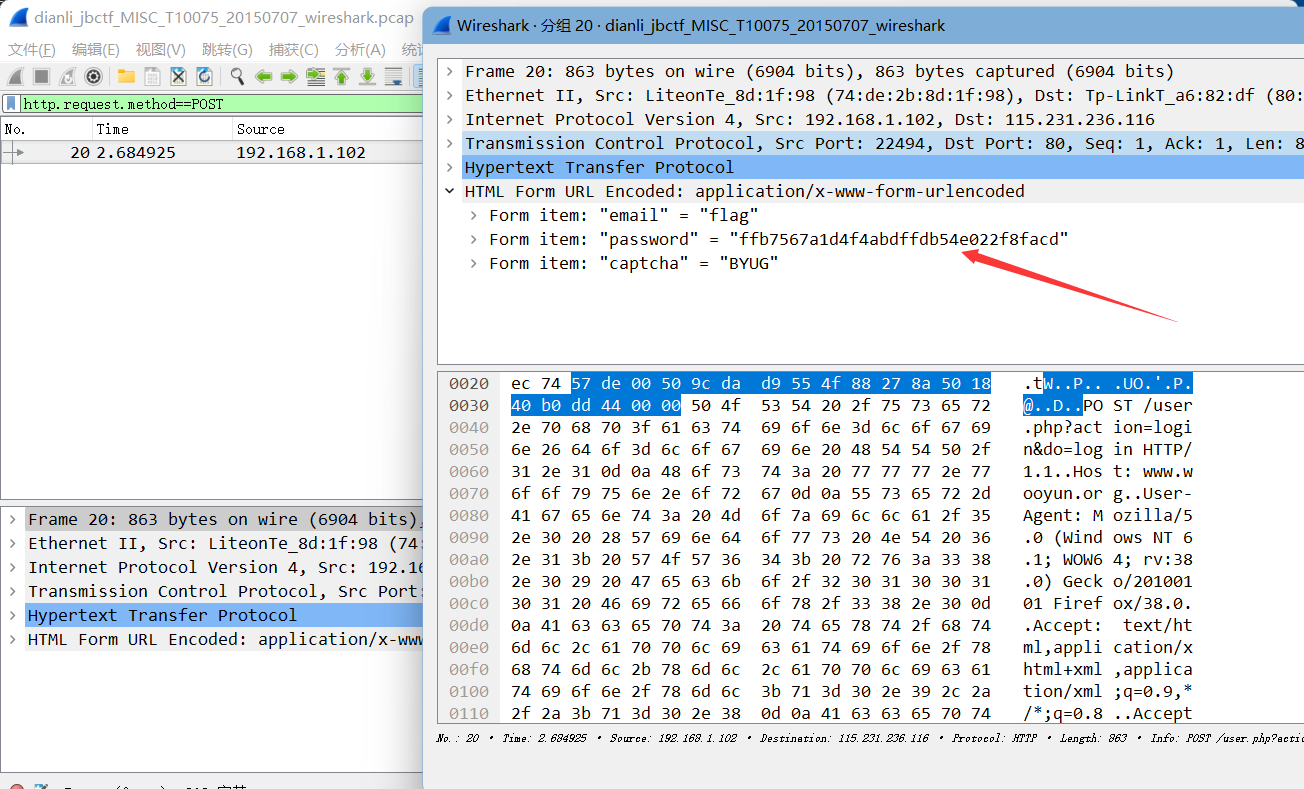 dianli_jbctf_MISC_T10075_20150707_wireshark.pcap
文件(F) 编辑(E) 视图(V) 跳转(G) 捕获(C) 分析(A) 统
http.request.method==POST
No. Time Source
20 2.684925 192.168.1.102
Frame 20: 863 bytes on wire (6904 bits),
Ethernet II, Src: LiteonTe_8d:1f:98 (74:
Internet Protocol Version 4, Src: 192.16
Transmission Control Protocol, Src Port:
Hypertext Transfer Protocol
HTML Form URL Encoded: application/x-www
Wireshark · 分组 20 · dianli_jbctf_MISC_T10075_20150707_wireshark
Frame 20: 863 bytes on wire (6904 bits), 863 bytes captured (6904 bits)
Ethernet II, Src: LiteonTe_8d:1f:98 (74:de:2b:8d:1f:98), Dst: Tp-LinkT_a6:82:df (80:
Internet Protocol Version 4, Src: 192.168.1.102, Dst: 115.231.236.116
Transmission Control Protocol, Src Port: 22494, Dst Port: 80, Seq: 1, Ack: 1, Len: 8
Hypertext Transfer Protocol
HTML Form URL Encoded: application/x-www-form-urlencoded
Form item: "email" = "flag"
Form item: "password" = "ffb7567a1d4f4abdffdb54e022f8facd"
Form item: "captcha" = "BYUG"
0020 ec 74 57 de 00 50 9c da d9 55 4f 88 27 8a 50 18 .tW..P.. .UO.'.P.
0030 40 b0 dd 44 00 00 50 4f 53 54 20 2f 75 73 65 72 @..D..PO ST /user
0040 2e 70 68 70 3f 61 63 74 69 6f 6e 3d 6c 6f 67 69 .php?act ion=logi
0050 6e 26 64 6f 3d 6c 6f 67 69 6e 20 48 54 54 50 2f n&do=log in HTTP/
0060 31 2e 31 0d 0a 48 6f 73 74 3a 20 77 77 77 2e 77 1.1..Hos t: www.w
0070 6f 6f 79 75 6e 2e 6f 72 67 0d 0a 55 73 65 72 2d ooyun.or g..User-
0080 41 67 65 6e 74 3a 20 4d 6f 7a 69 6c 6c 61 2f 35 Agent: M ozilla/5
0090 2e 30 20 28 57 69 6e 64 6f 77 73 20 4e 54 20 36 .0 (Wind ows NT 6
00a0 2e 31 3b 20 57 4f 57 36 34 3b 20 72 76 3a 33 38 .1; WOW6 4; rv:38
00b0 2e 30 29 20 47 65 63 6b 6f 2f 32 30 31 30 30 31 .0) Geck o/201001
00c0 30 31 20 46 69 72 65 66 6f 78 2f 33 38 2e 30 0d 01 Firef ox/38.0.
00d0 0a 41 63 63 65 70 74 3a 20 74 65 78 74 2f 68 74 .Accept: text/ht
00e0 6d 6c 2c 61 70 70 6c 69 63 61 74 69 6f 6e 2f 78 ml,appli cation/x
00f0 68 74 6d 6c 2b 78 6d 6c 2c 61 70 70 6c 69 63 61 html+xml ,applica
0100 74 69 6f 6e 2f 78 6d 6c 3b 71 3d 30 2e 39 2c 2a tion/xml ;q=0.9,*
0110 2f 2a 3b 71 3d 30 2e 38 0d 0a 41 63 63 65 70 74 /*;q=0.8 ..Accept
No.: 20 · Time: 2.684925 · Source: 192.168.1.102 · Destination: 115.231.236.116 · Protocol: HTTP · Length: 863 · Info: POST /user.php?actio